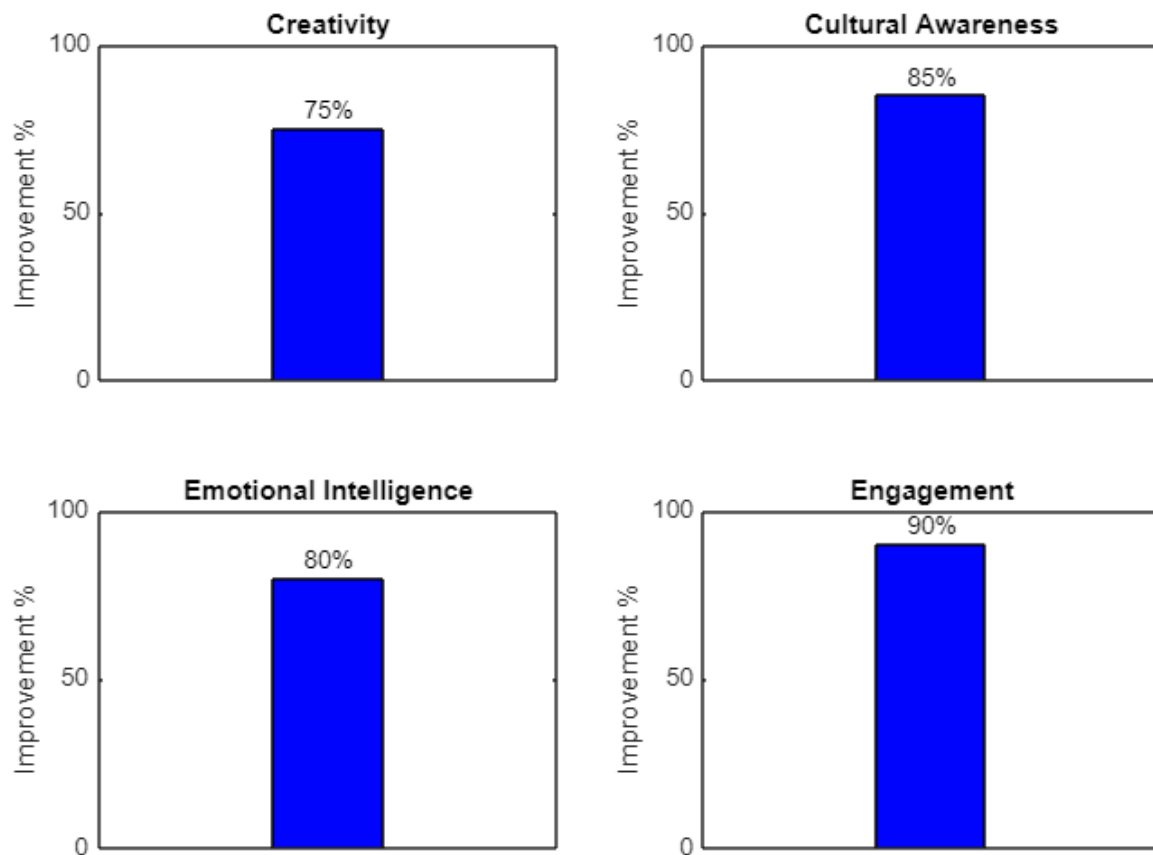 Creativity
100
75%
50
0
Improvement %
Cultural Awareness
100
85%
50
0
Improvement %
Emotional Intelligence
100
80%
50
0
Improvement %
Engagement
100
90%
50
0
Improvement %